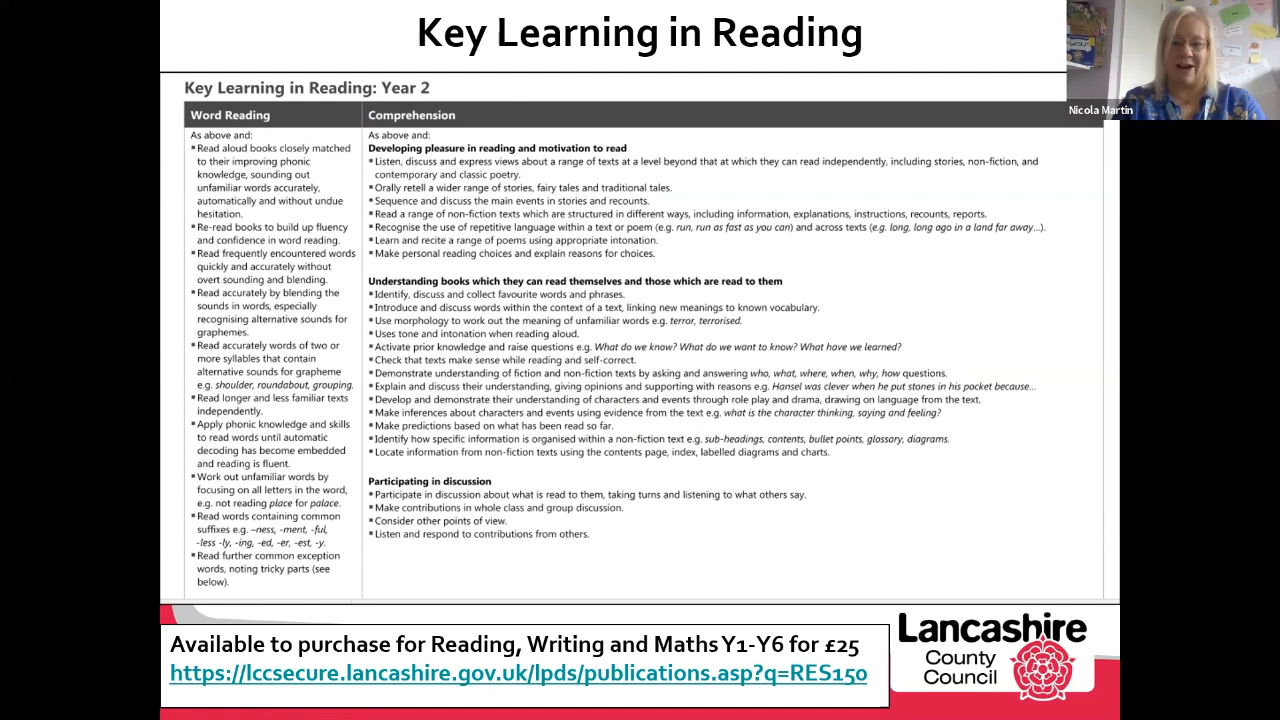 Key Learning in Reading
Nicola Martin
Key Learning in Reading: Year 2
Word Reading
As above and:
▪Read aloud books closely matched
to their improving phonic
knowledge, sounding out
unfamiliar words accurately,
automatically and without undue
hesitation.
▪Re-read books to build up fluency
and confidence in word reading.
▪Read frequently encountered words
quickly and accurately without
overt sounding and blending.
▪Read accurately by blending the
sounds in words, especially
recognising alternative sounds for
graphemes.
▪Read accurately words of two or
more syllables that contain
alternative sounds for grapheme
e.g. shoulder, roundabout, grouping.
▪Read longer and less familiar texts
independently.
▪Apply phonic knowledge and skills
to read words until automatic
decoding has become embedded
and reading is fluent.
▪Work out unfamiliar words by
focusing on all letters in the word,
e.g. not reading place for palace.
▪Read words containing common
suffixes e.g. –ness, -ment, -ful,
-less -ly, -ing, -ed, -er, -est, -y.
▪Read further common exception
words, noting tricky parts (see
below).
Comprehension
As above and:
Developing pleasure in reading and motivation to read
▪Listen, discuss and express views about a range of texts at a level beyond that at which they can read independently, including stories, non-fiction, and
contemporary and classic poetry.
▪Orally retell a wider range of stories, fairy tales and traditional tales.
▪Sequence and discuss the main events in stories and recounts.
▪Read a range of non-fiction texts which are structured in different ways, including information, explanations, instructions, recounts, reports.
▪Recognise the use of repetitive language within a text or poem (e.g. run, run as fast as you can) and across texts (e.g. long, long ago in a land far away…).
▪Learn and recite a range of poems using appropriate intonation.
▪Make personal reading choices and explain reasons for choices.
Understanding books which they can read themselves and those which are read to them
▪Identify, discuss and collect favourite words and phrases.
▪Introduce and discuss words within the context of a text, linking new meanings to known vocabulary.
▪Use morphology to work out the meaning of unfamiliar words e.g. terror, terrorised.
▪Uses tone and intonation when reading aloud.
▪Activate prior knowledge and raise questions e.g. What do we know? What do we want to know? What have we learned?
▪Check that texts make sense while reading and self-correct.
▪Demonstrate understanding of fiction and non-fiction texts by asking and answering who, what, where, when, why, how questions.
▪Explain and discuss their understanding, giving opinions and supporting with reasons e.g. Hansel was clever when he put stones in his pocket because…
▪Develop and demonstrate their understanding of characters and events through role play and drama, drawing on language from the text.
▪Make inferences about characters and events using evidence from the text e.g. what is the character thinking, saying and feeling?
▪Make predictions based on what has been read so far.
▪Identify how specific information is organised within a non-fiction text e.g. sub-headings, contents, bullet points, glossary, diagrams.
▪Locate information from non-fiction texts using the contents page, index, labelled diagrams and charts.
Participating in discussion
▪Participate in discussion about what is read to them, taking turns and listening to what others say.
▪Make contributions in whole class and group discussion.
▪Consider other points of view.
▪Listen and respond to contributions from others.
Available to purchase for Reading, Writing and Maths Y1-Y6 for £25
https://lccsecure.lancashire.gov.uk/lpds/publications.asp?q=RES150
Lancashire
County
Council